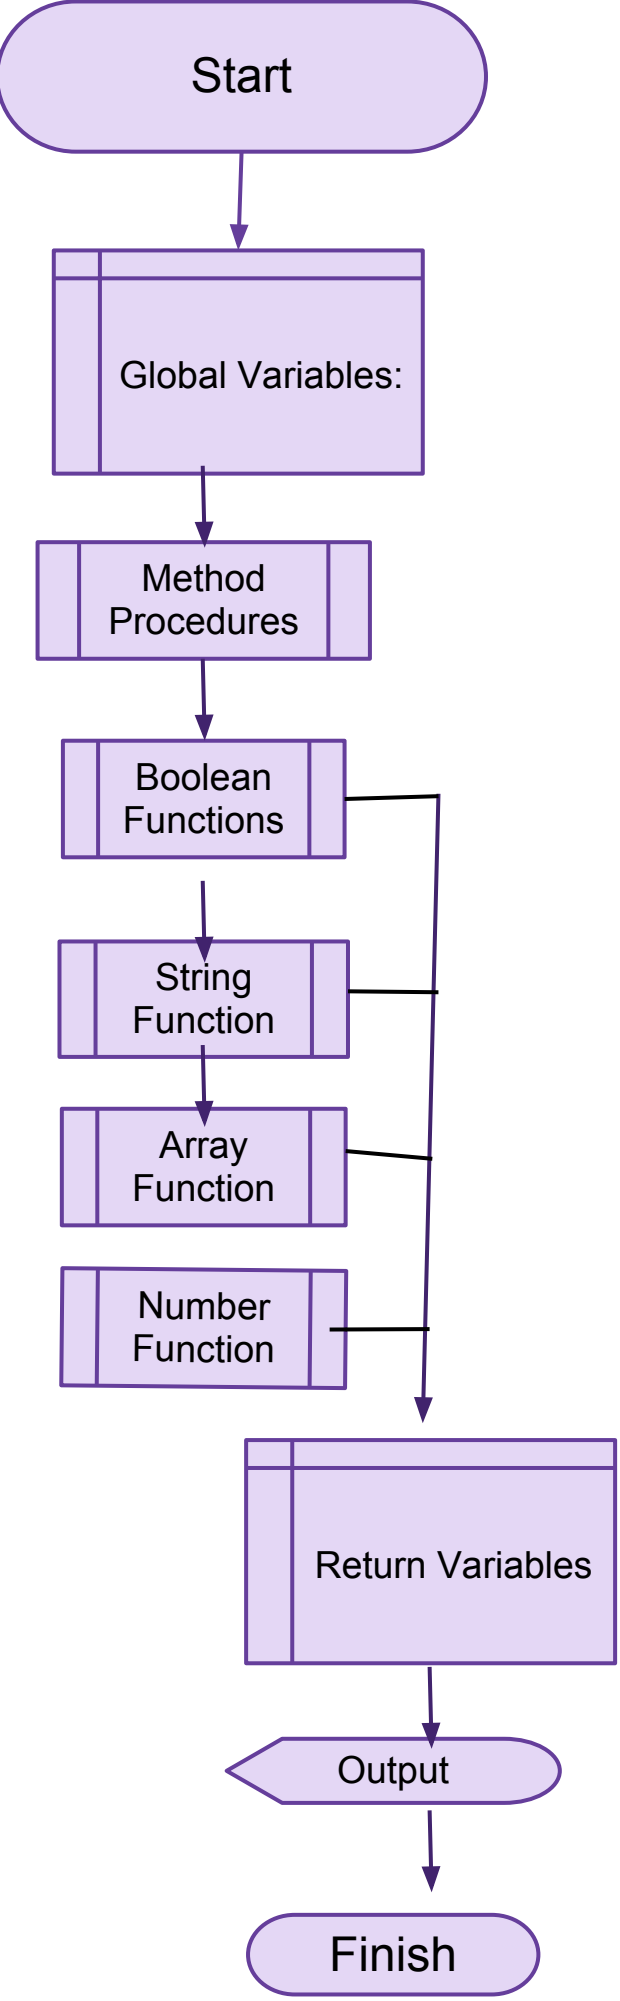 Start
Global Variables:
Method
Procedures
Boolean
Functions
String
Function
Array
Function
Number
Function
Return Variables
Output
Finish